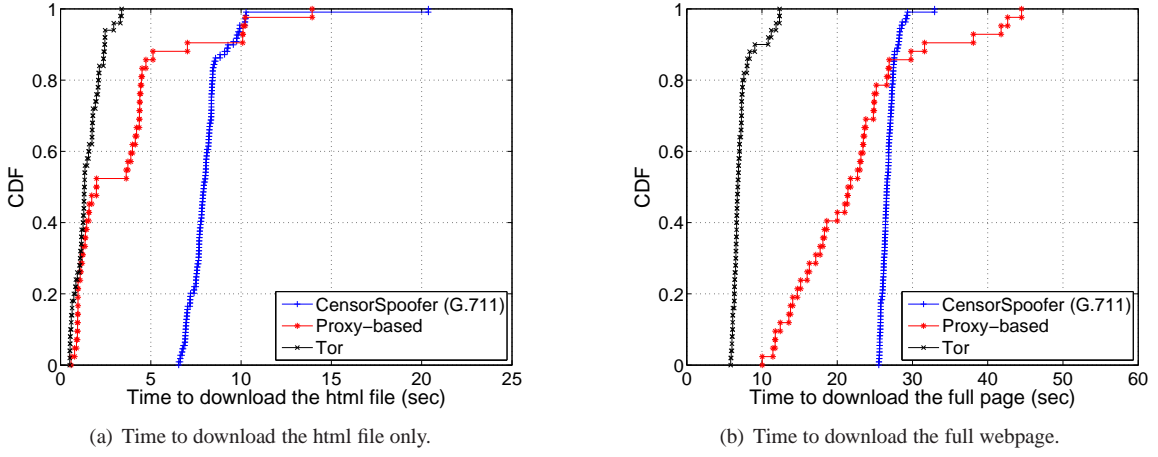 1
0.8
0.6
0.4
0.2
0
CDF
0 5 10 15 20 25
Time to download the html file (sec)
CensorSpoofer (G.711)
Proxy−based
Tor
(a) Time to download the html file only.
1
0.8
0.6
0.4
0.2
0
CDF
0 10 20 30 40 50 60
Time to download the full page (sec)
CensorSpoofer (G.711)
Proxy−based
Tor
(b) Time to download the full webpage.